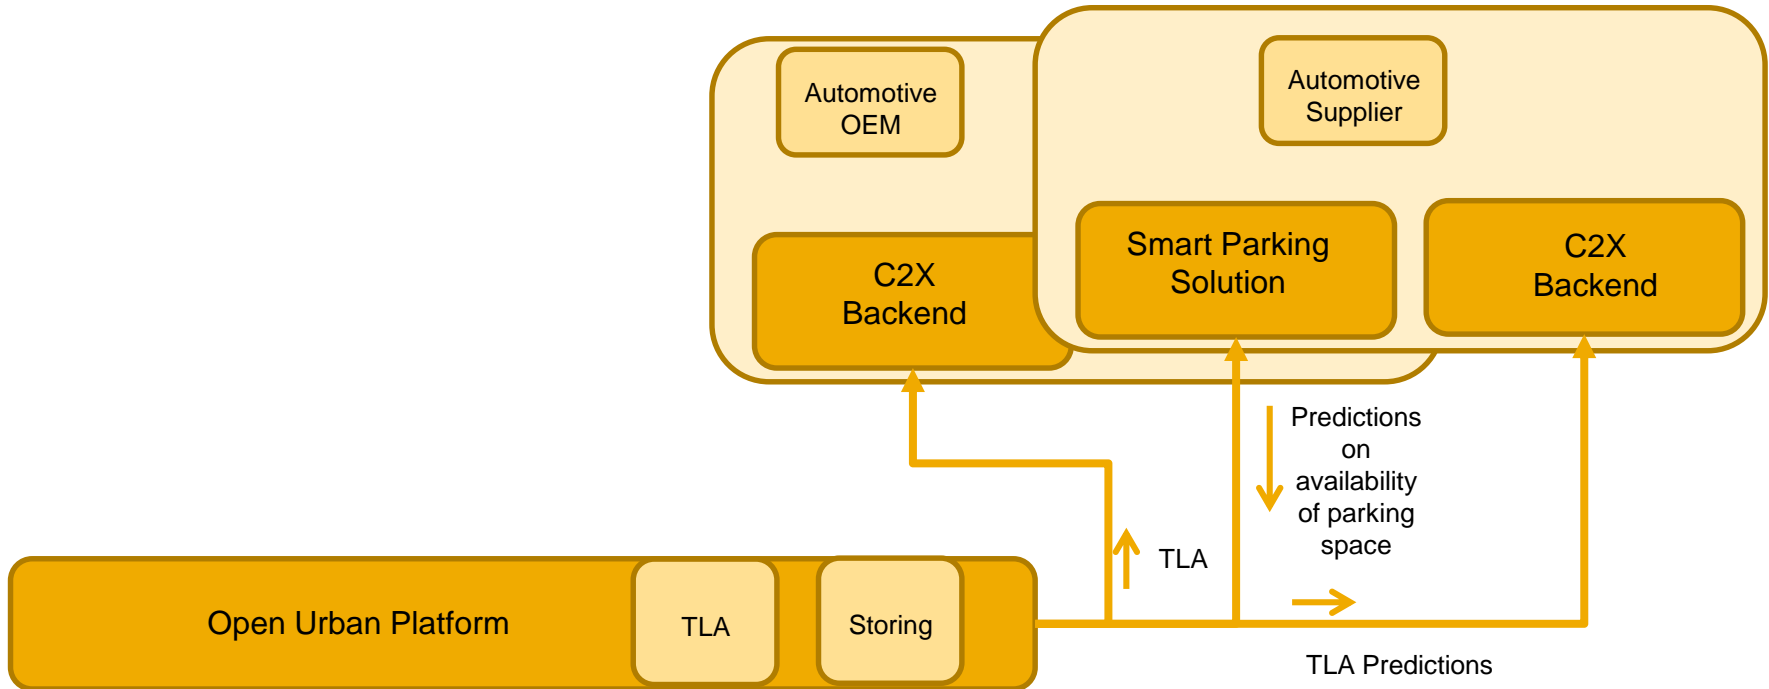 Automotive
OEM
Automotive
Supplier
C2X
Backend
Smart Parking
Solution
C2X
Backend
Predictions
on
availability
of parking
space
TLA
Open Urban Platform
TLA
Storing
TLA Predictions